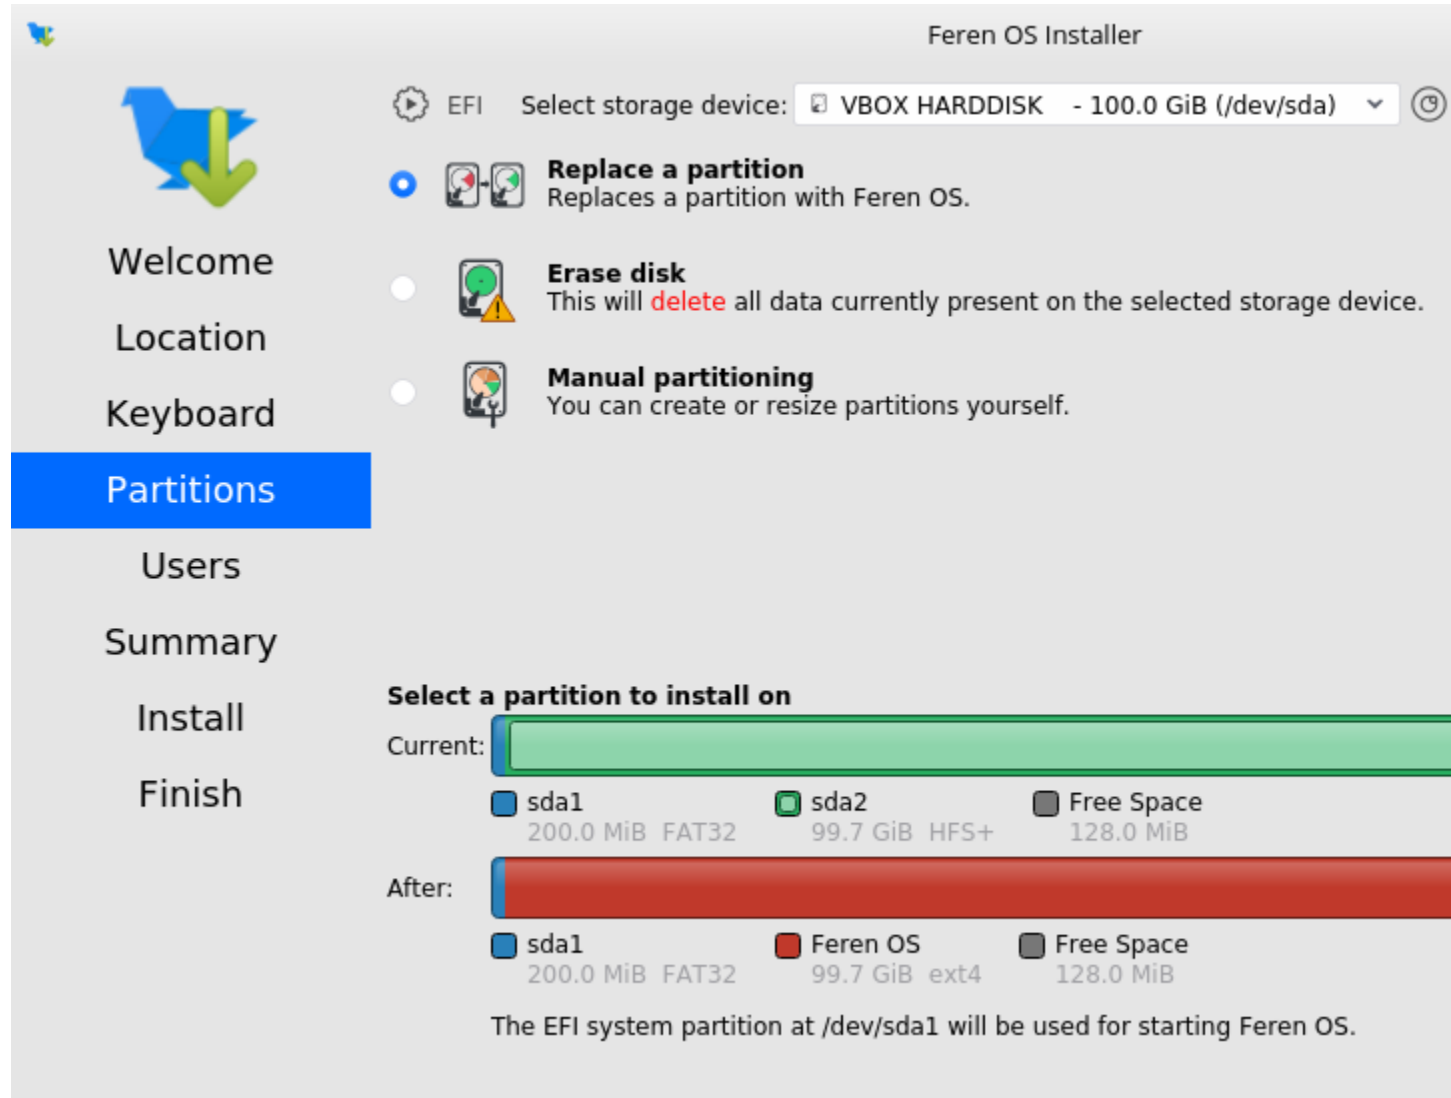 Feren OS Installer
EFI Select storage device: VBOX HARDDISK - 100.0 GiB (/dev/sda)
Replace a partition
Replaces a partition with Feren OS.
Erase disk
This will delete all data currently present on the selected storage device.
Manual partitioning
You can create or resize partitions yourself.
Welcome
Location
Keyboard
Partitions
Users
Summary
Install
Finish
Select a partition to install on
Current:
sda1 sda2 Free Space
200.0 MiB FAT32 99.7 GiB HFS+ 128.0 MiB
After:
sda1 Feren OS Free Space
200.0 MiB FAT32 99.7 GiB ext4 128.0 MiB
The EFI system partition at /dev/sda1 will be used for starting Feren OS.